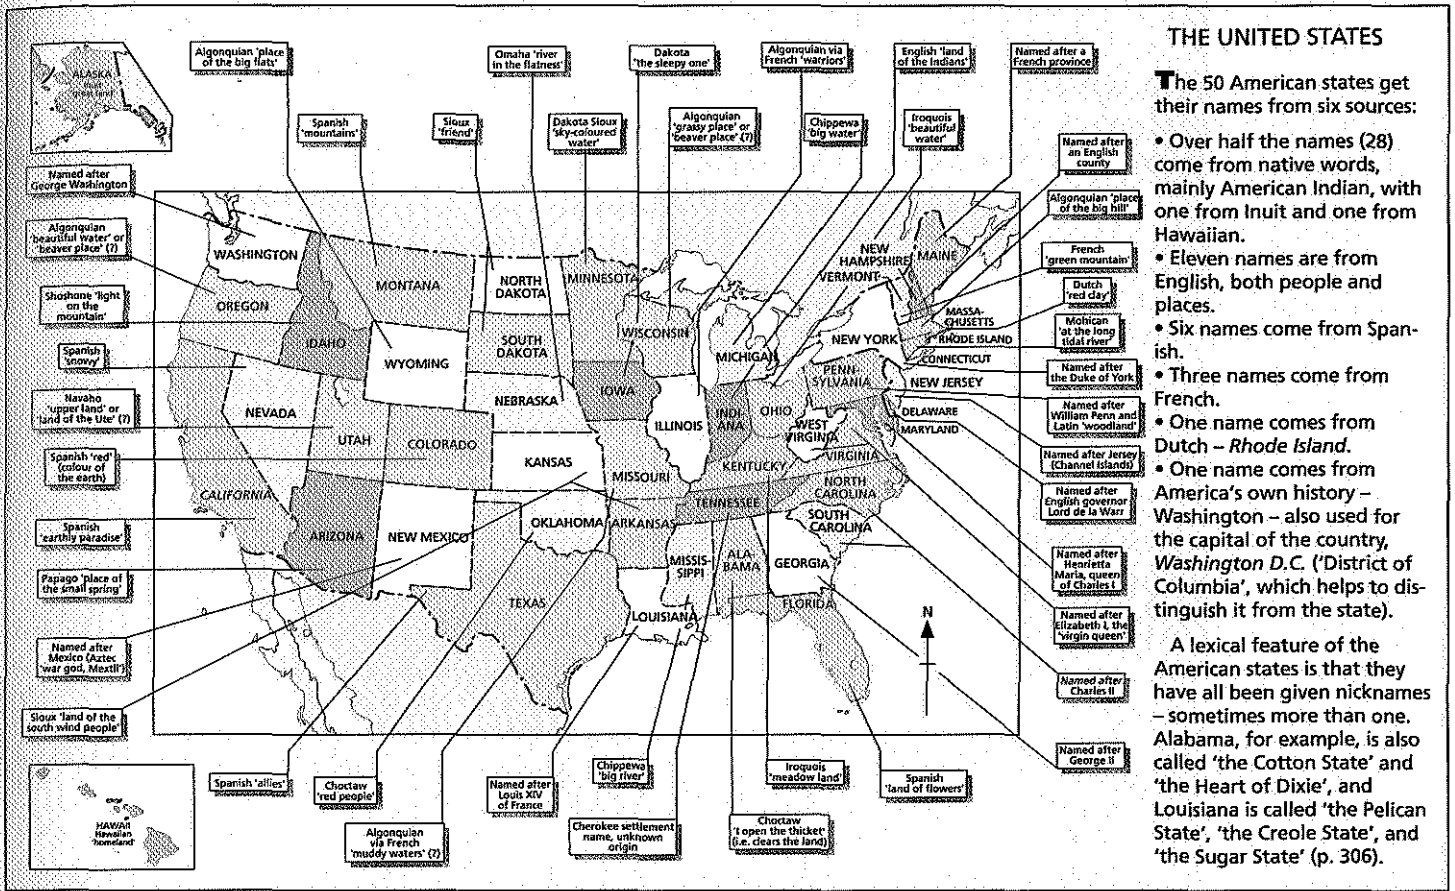 THE UNITED STATES
The 50 American states get
their names from six sources:
• Over half the names (28)
come from native words,
mainly American Indian, with
one from Inuit and one from
Hawaiian.
• Eleven names are from
English, both people and
places.
• Six names come from Span-
ish.
• Three names come from
French.
• One name comes from
Dutch – Rhode Island.
• One name comes from
America's own history –
Washington – also used for
the capital of the country,
Washington D.C. ('District of
Columbia', which helps to dis-
tinguish it from the state).
A lexical feature of the
American states is that they
have all been given nicknames
– sometimes more than one.
Alabama, for example, is also
called 'the Cotton State' and
'the Heart of Dixie', and
Louisiana is called 'the Pelican
State', 'the Creole State', and
'the Sugar State' (p. 306).
Algonquian 'place
of the big flats'
Omaha 'river
in the flatness'
Dakota
'the sleepy one'
Algonquian via
French 'warriors'
English 'land
of the Indians'
Named after a
French province
Spanish
'mountains'
Sioux
'friend'
Dakota Sioux
'sky-coloured
water'
Algonquian
'grassy place' or
'beaver place' (?)
Chippewa
'big water'
Iroquois
'beautiful
water'
Named after
an English
county
Algonquian 'place
of the big hill'
French
'green mountain'
Dutch
'red clay'
Mohican
'at the long
tidal river'
Named after
the Duke of York
Named after
William Penn and
Latin 'woodland'
Named after Jersey
(Channel Islands)
Named after
English governor
Lord de la Warr
Named after
Henrietta
Maria, queen
of Charles I
Named after
Elizabeth I, the
'virgin queen'
Named after
Charles II
Named after
George II
ALASKA
Inuit
'great land'
Named after
George Washington
Algonquian
'beautiful water' or
'beaver place' (?)
Shoshone 'light
on the
mountain'
Spanish
'snowy'
Navaho
'upper land' or
'land of the Ute' (?)
Spanish 'red'
(colour of
the earth)
Spanish
'earthly paradise'
Papago 'place of
the small spring'
Named after
Mexico (Aztec
'war god, Mextli')
Sioux 'land of the
south wind people'
HAWAII
Hawaiian
'homeland'
Spanish 'allies'
Choctaw
'red people'
Algonquian
via French
'muddy waters' (?)
Named after
Louis XIV
of France
Chippewa
'big river'
Cherokee settlement
name, unknown
origin
Iroquois
'meadow land'
Choctaw
'I open the thicket'
(i.e. clears the land)
Spanish
'land of flowers'
WASHINGTON
OREGON
IDAHO
MONTANA
WYOMING
NEVADA
UTAH
COLORADO
CALIFORNIA
ARIZONA
NEW MEXICO
NORTH
DAKOTA
SOUTH
DAKOTA
NEBRASKA
KANSAS
OKLAHOMA
TEXAS
MINNESOTA
IOWA
MISSOURI
ARKANSAS
LOUISIANA
WISCONSIN
ILLINOIS
MICHIGAN
INDI-
ANA
OHIO
KENTUCKY
TENNESSEE
MISSIS-
SIPPI
ALA-
BAMA
GEORGIA
FLORIDA
SOUTH
CAROLINA
NORTH
CAROLINA
VIRGINIA
WEST
VIRGINIA
PENN-
SYLVANIA
NEW YORK
VERMONT
NEW
HAMPSHIRE
MAINE
MASSA-
CHUSETTS
RHODE ISLAND
CONNECTICUT
NEW JERSEY
DELAWARE
MARYLAND
N